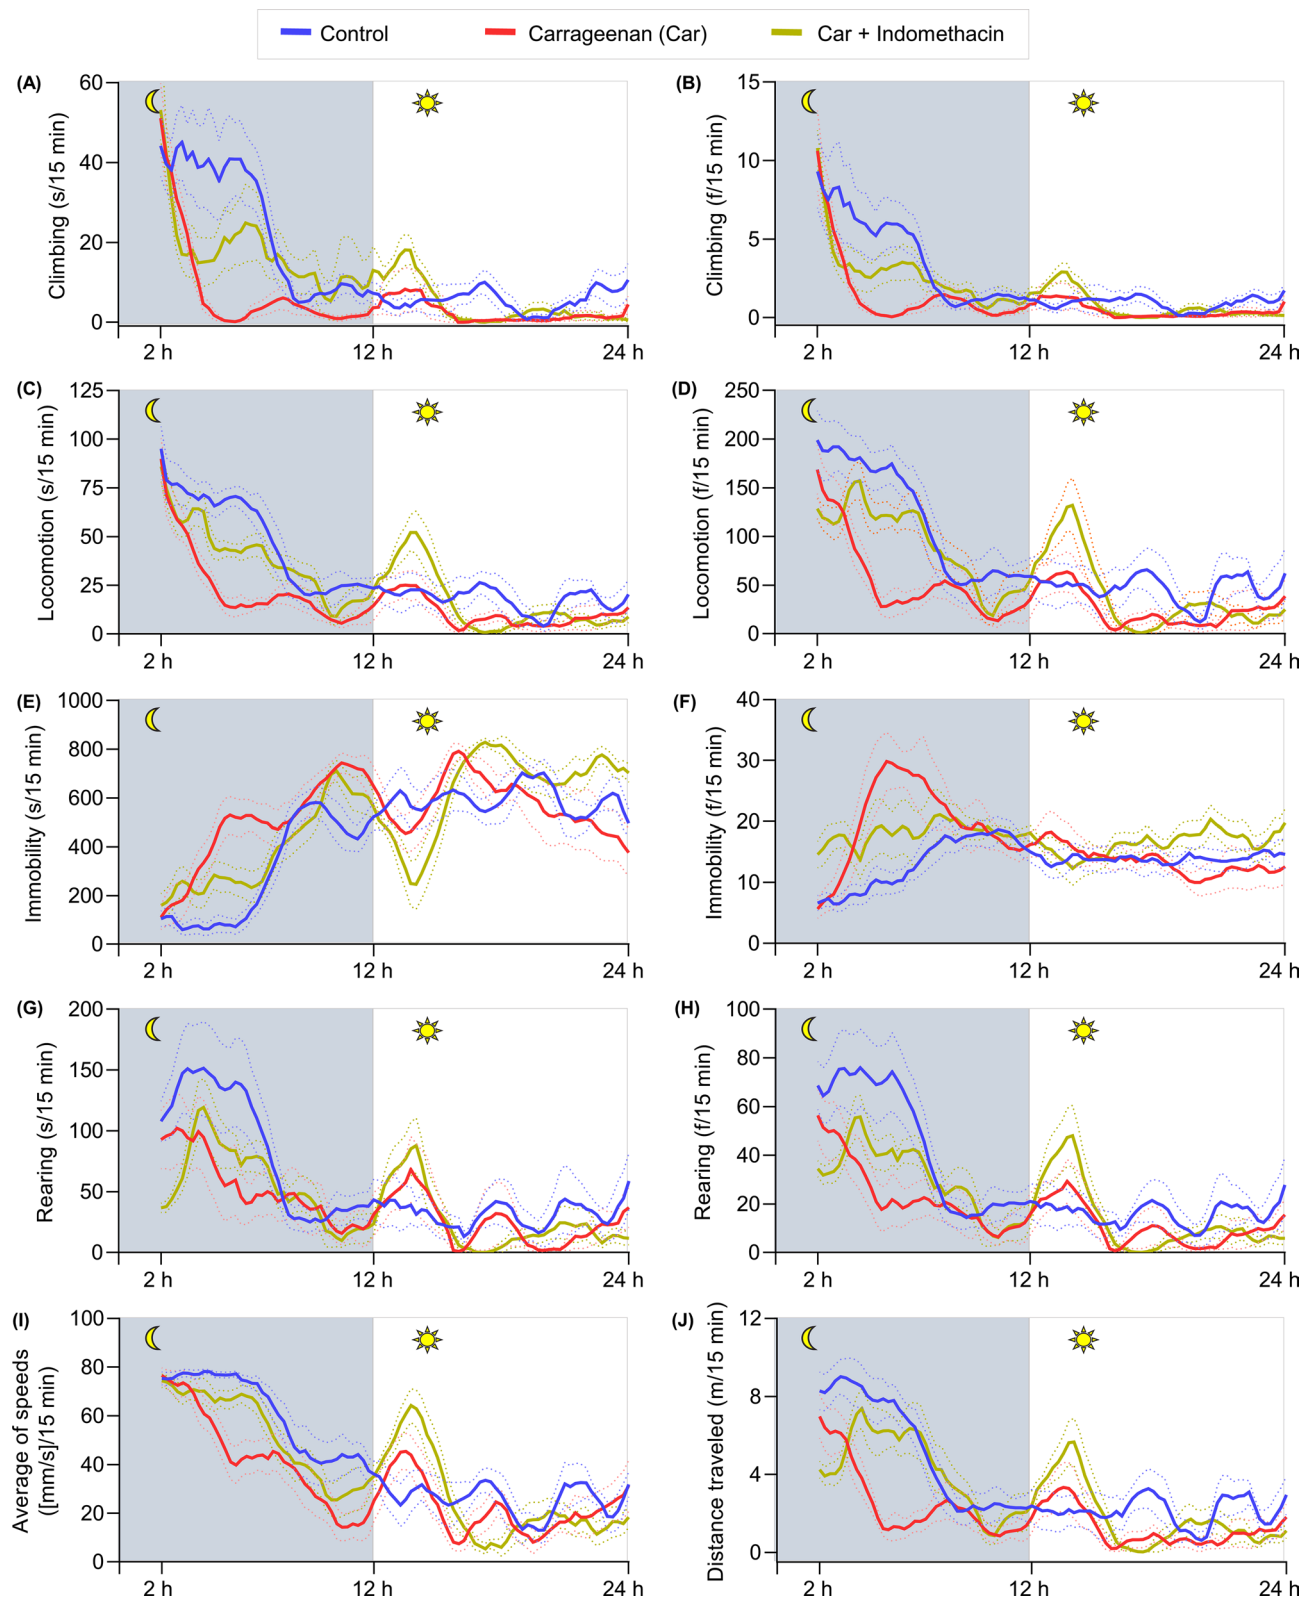 Control Carrageenan (Car) Car + Indomethacin
(A)
Climbing (s/15 min)
60
40
20
0
2 h 12 h 24 h
(B)
Climbing (f/15 min)
15
10
5
0
2 h 12 h 24 h
(C)
Locomotion (s/15 min)
125
100
75
50
25
0
2 h 12 h 24 h
(D)
Locomotion (f/15 min)
250
200
150
100
50
0
2 h 12 h 24 h
(E)
Immobility (s/15 min)
1000
800
600
400
200
0
2 h 12 h 24 h
(F)
Immobility (f/15 min)
40
30
20
10
0
2 h 12 h 24 h
(G)
Rearing (s/15 min)
200
150
100
50
0
2 h 12 h 24 h
(H)
Rearing (f/15 min)
100
80
60
40
20
0
2 h 12 h 24 h
(I)
Average of speeds
([mm/s]/15 min)
100
80
60
40
20
0
2 h 12 h 24 h
(J)
Distance traveled (m/15 min)
12
8
4
0
2 h 12 h 24 h